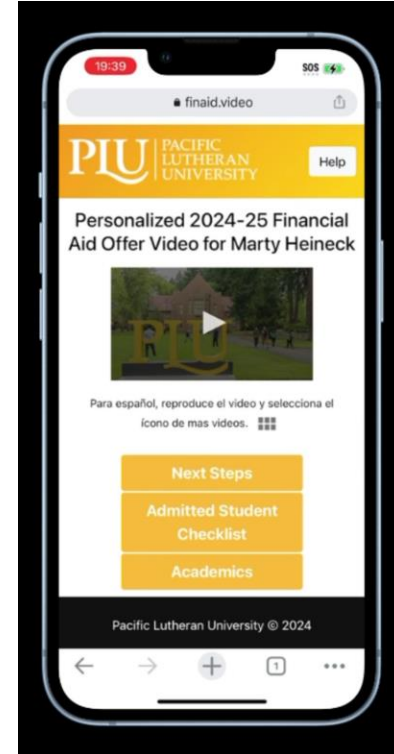 19:39
SOS
finaid.video
PLU
PACIFIC
LUTHERAN
UNIVERSITY
Help
Personalized 2024-25 Financial
Aid Offer Video for Marty Heineck
PLU
Para español, reproduce el video y selecciona el
ícono de mas videos.
Next Steps
Admitted Student
Checklist
Academics
Pacific Lutheran University © 2024
1